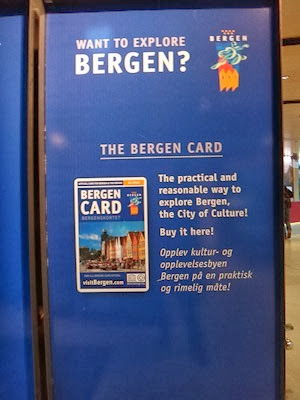 WANT TO EXPLORE
BERGEN?
BERGEN
THE BERGEN CARD
BERGEN
CARD
BERGENSKORTET
visitBergen.com
The practical and
reasonable way to
explore Bergen,
the City of Culture!
Buy it here!
Opplev kultur- og
opplevelsesbyen
Bergen på en praktisk
og rimelig måte!